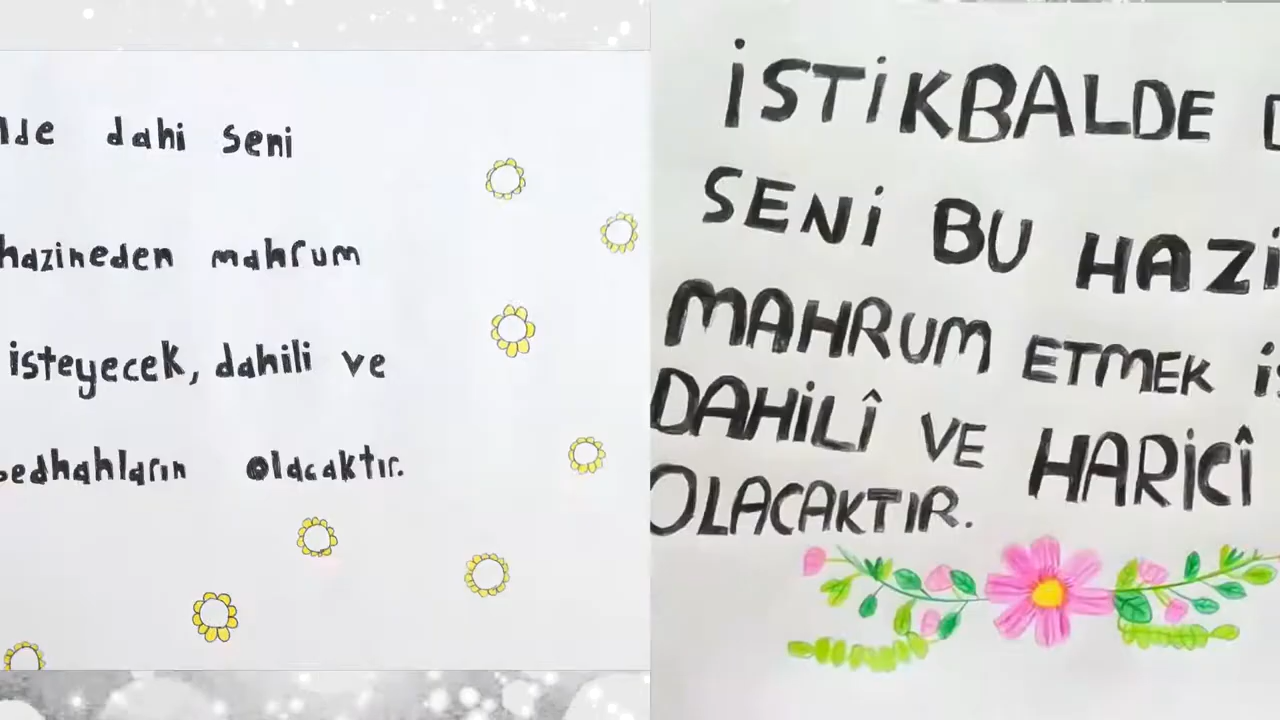 lde dahi seni
hazineden mahrum
isteyecek, dahili ve
bedhahların olacaktır.
İSTİKBALDE
SENİ BU HAZİ
MAHRUM ETMEK İS
DAHİLÎ VE HARİCÎ
OLACAKTIR.